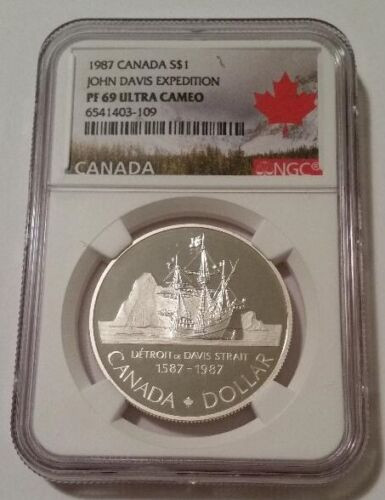 1987 CANADA S$1
JOHN DAVIS EXPEDITION
PF 69 ULTRA CAMEO
6541403-109
CANADA
NGC®
DÉTROIT DE DAVIS STRAIT
1587-1987
CANADA DOLLAR